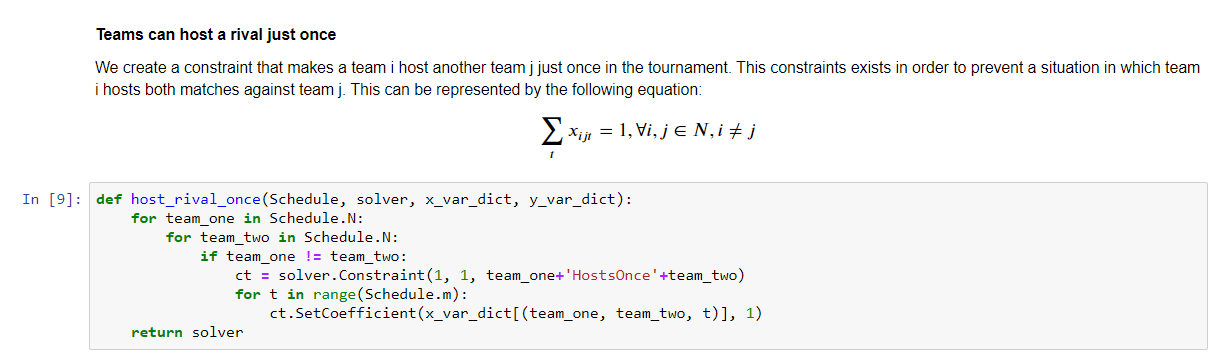 Teams can host a rival just once
We create a constraint that makes a team i host another team j just once in the tournament. This constraints exists in order to prevent a situation in which team
i hosts both matches against team j. This can be represented by the following equation:
∑ x_{ijt} = 1, ∀i, j ∈ N, i ≠ j
t
In [9]: def host_rival_once(Schedule, solver, x_var_dict, y_var_dict):
    for team_one in Schedule.N:
        for team_two in Schedule.N:
            if team_one != team_two:
                ct = solver.Constraint(1, 1, team_one+'HostsOnce'+team_two)
                for t in range(Schedule.m):
                    ct.SetCoefficient(x_var_dict[(team_one, team_two, t)], 1)
    return solver